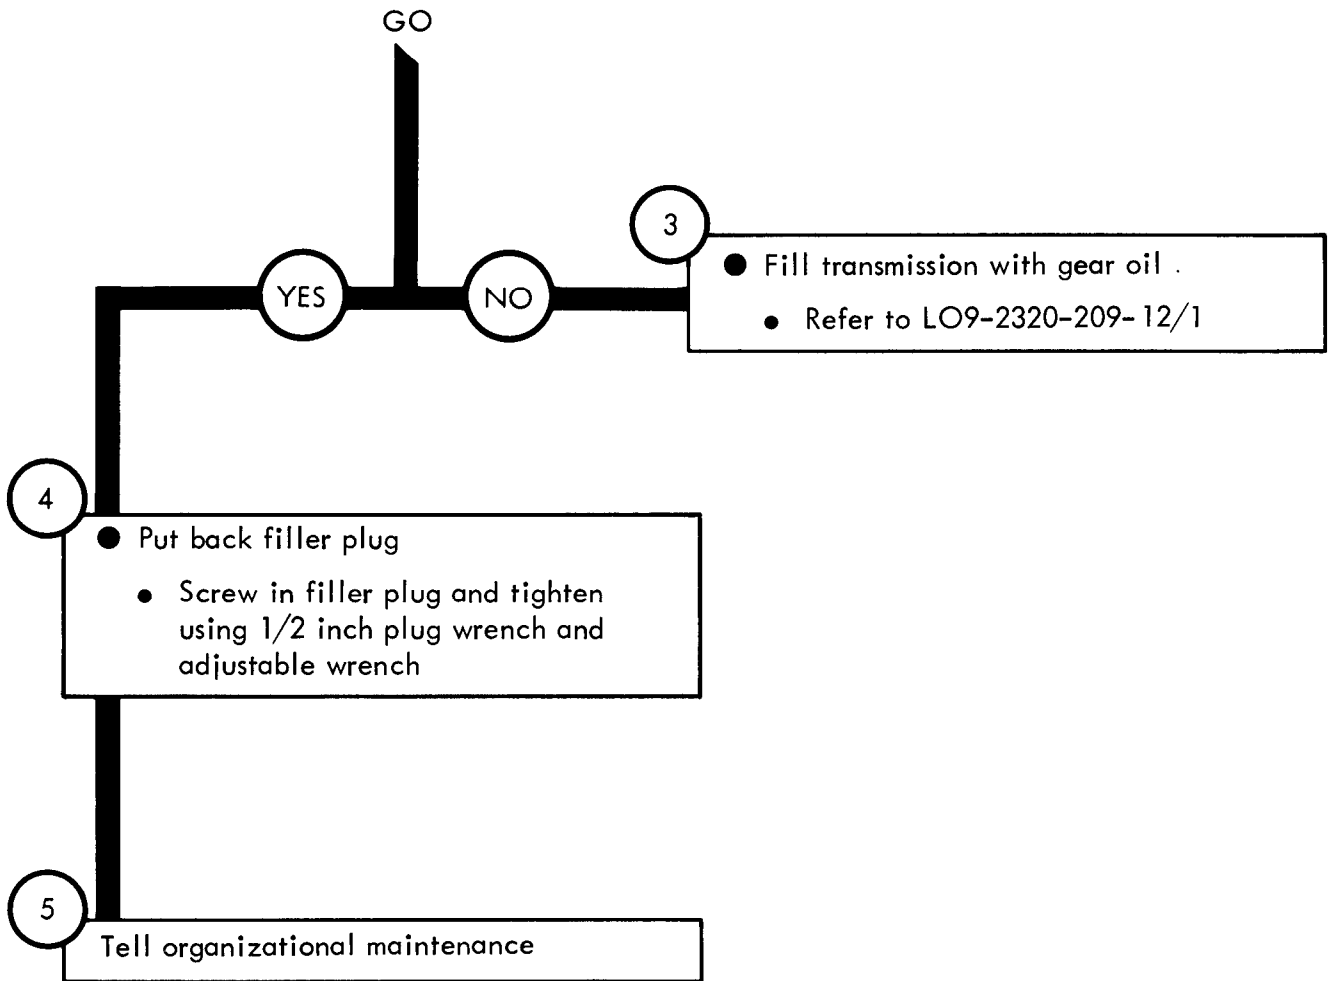 GO
YES
NO
3
● Fill transmission with gear oil .
● Refer to LO9-2320-209-12/1
4
● Put back filler plug
● Screw in filler plug and tighten
using 1/2 inch plug wrench and
adjustable wrench
5
Tell organizational maintenance